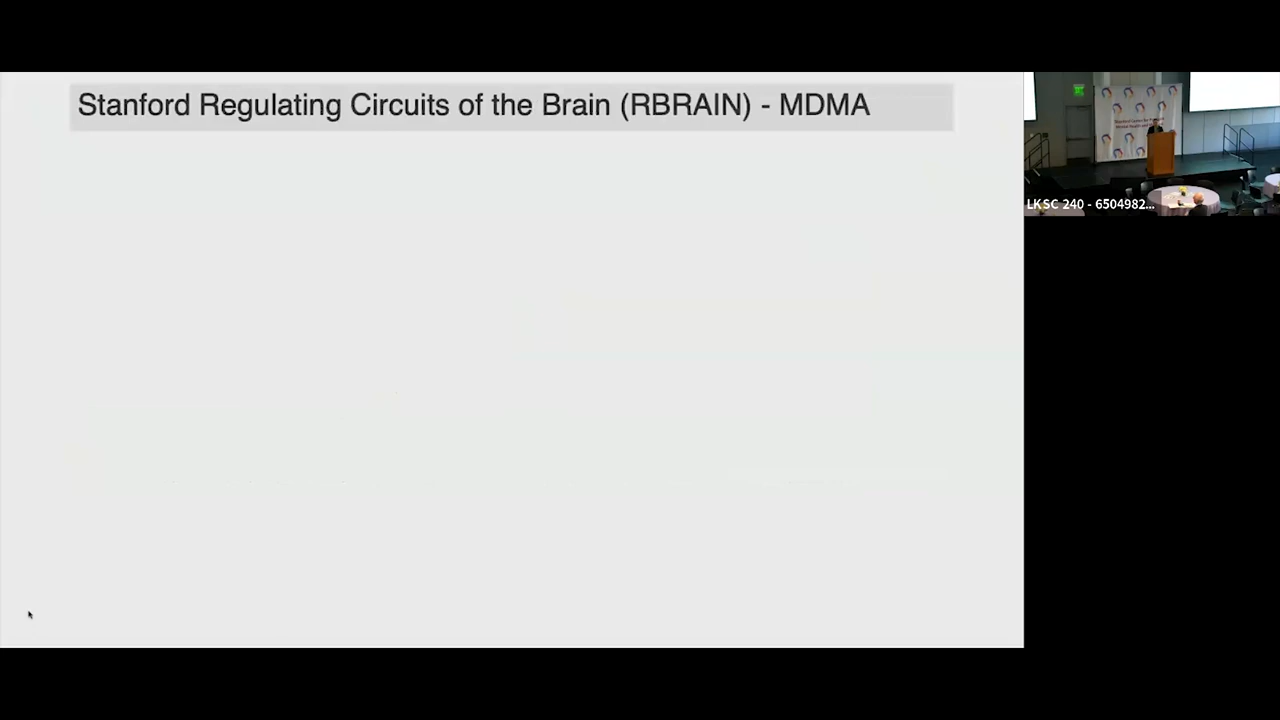 Stanford Regulating Circuits of the Brain (RBRAIN) - MDMA
LKSC 240 - 6504982...